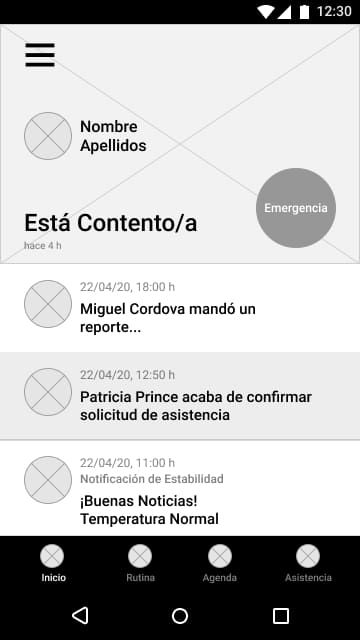 12:30
Nombre
Apellidos
Está Contento/a
hace 4 h
Emergencia
22/04/20, 18:00 h
Miguel Cordova mandó un
reporte...
22/04/20, 12:50 h
Patricia Prince acaba de confirmar
solicitud de asistencia
22/04/20, 11:00 h
Notificación de Estabilidad
¡Buenas Noticias!
Temperatura Normal
Inicio
Rutina
Agenda
Asistencia